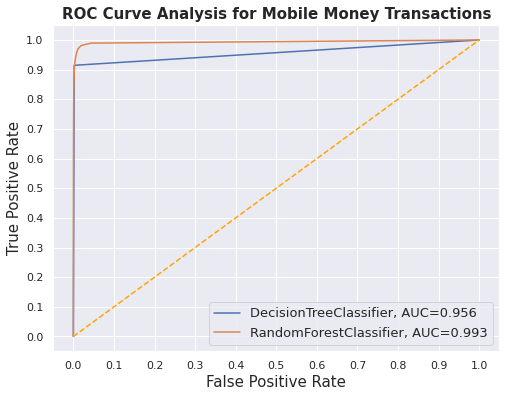 ROC Curve Analysis for Mobile Money Transactions
True Positive Rate
1.0
0.9
0.8
0.7
0.6
0.5
0.4
0.3
0.2
0.1
0.0
DecisionTreeClassifier, AUC=0.956
RandomForestClassifier, AUC=0.993
0.0 0.1 0.2 0.3 0.4 0.5 0.6 0.7 0.8 0.9 1.0
False Positive Rate